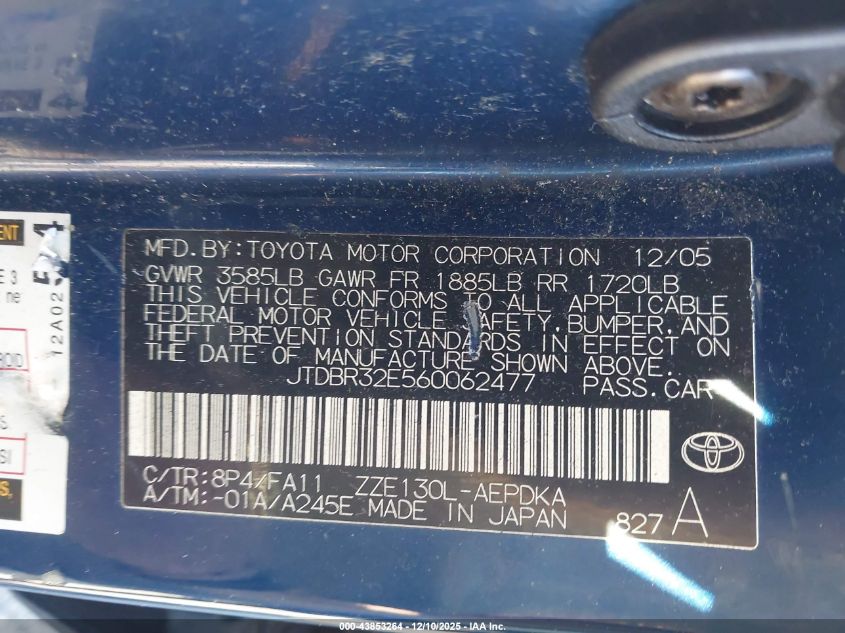 MFD.BY:TOYOTA MOTOR CORPORATION 12/05
GVWR 3585LB GAWR FR 1885LB RR 1720LB
THIS VEHICLE CONFORMS TO ALL APPLICABLE
FEDERAL MOTOR VEHICLE SAFETY,BUMPER,AND
THEFT PREVENTION STANDARDS IN EFFECT ON
THE DATE OF MANUFACTURE SHOWN ABOVE.
JTDBR32E560062477 PASS.CAR
C/TR:8P4/FA11 ZZE130L-AEPDKA
A/TM:-01A/A245E MADE IN JAPAN 827 A
12A02
000-43853264 - 12/10/2025 - IAA Inc.